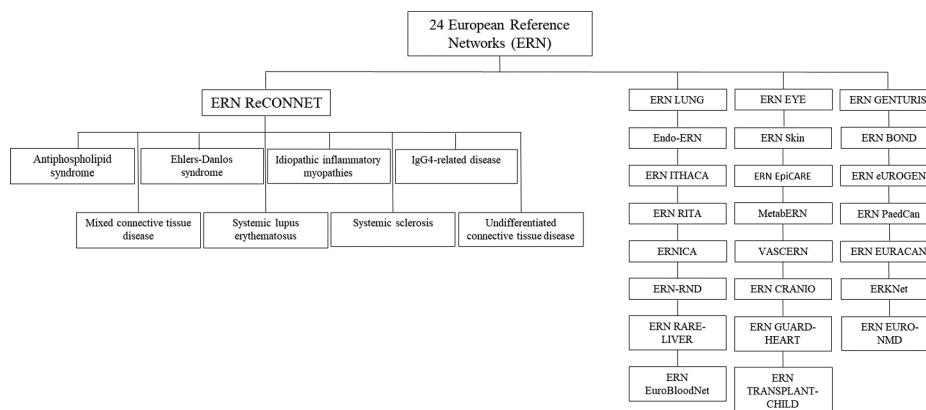 24 European Reference
Networks (ERN)
ERN ReCONNET
Antiphospholipid
syndrome
Ehlers-Danlos
syndrome
Idiopathic inflammatory
myopathies
IgG4-related disease
Mixed connective tissue
disease
Systemic lupus
erythematosus
Systemic sclerosis
Undifferentiated
connective tissue disease
ERN LUNG
Endo-ERN
ERN ITHACA
ERN RITA
ERNICA
ERN-RND
ERN RARE-
LIVER
ERN
EuroBloodNet
ERN EYE
ERN Skin
ERN EpiCARE
MetabERN
VASCERN
ERN CRANIO
ERN GUARD-
HEART
ERN
TRANSPLANT-
CHILD
ERN GENTURIS
ERN BOND
ERN eUROGEN
ERN PaedCan
ERN EURACAN
ERKNet
ERN EURO-
NMD